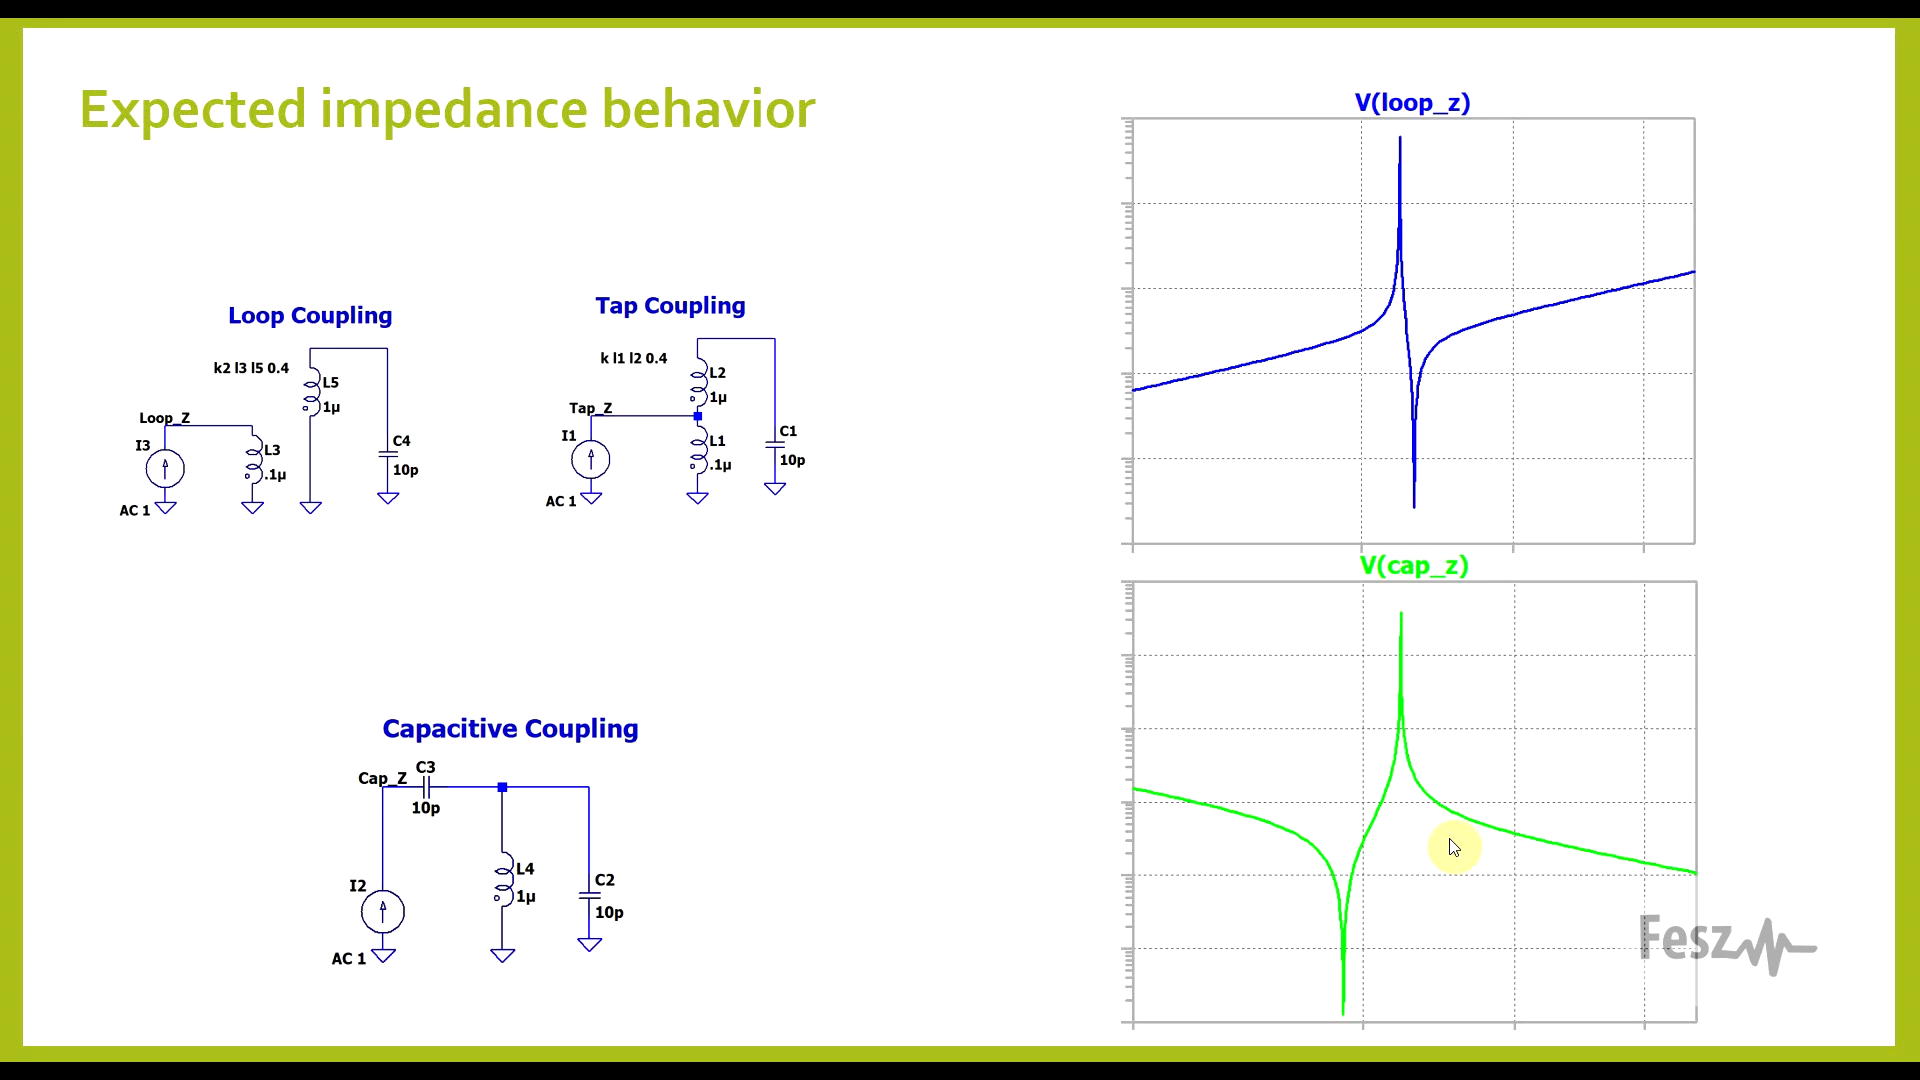 Expected impedance behavior
Loop Coupling
k2 l3 l5 0.4
L5
1µ
Loop_Z
I3
L3
.1µ
C4
10p
AC 1
Tap Coupling
k l1 l2 0.4
L2
1µ
Tap_Z
I1
L1
.1µ
C1
10p
AC 1
Capacitive Coupling
C3
Cap_Z
10p
L4
1µ
I2
C2
10p
AC 1
V(loop_z)
V(cap_z)
Fesz